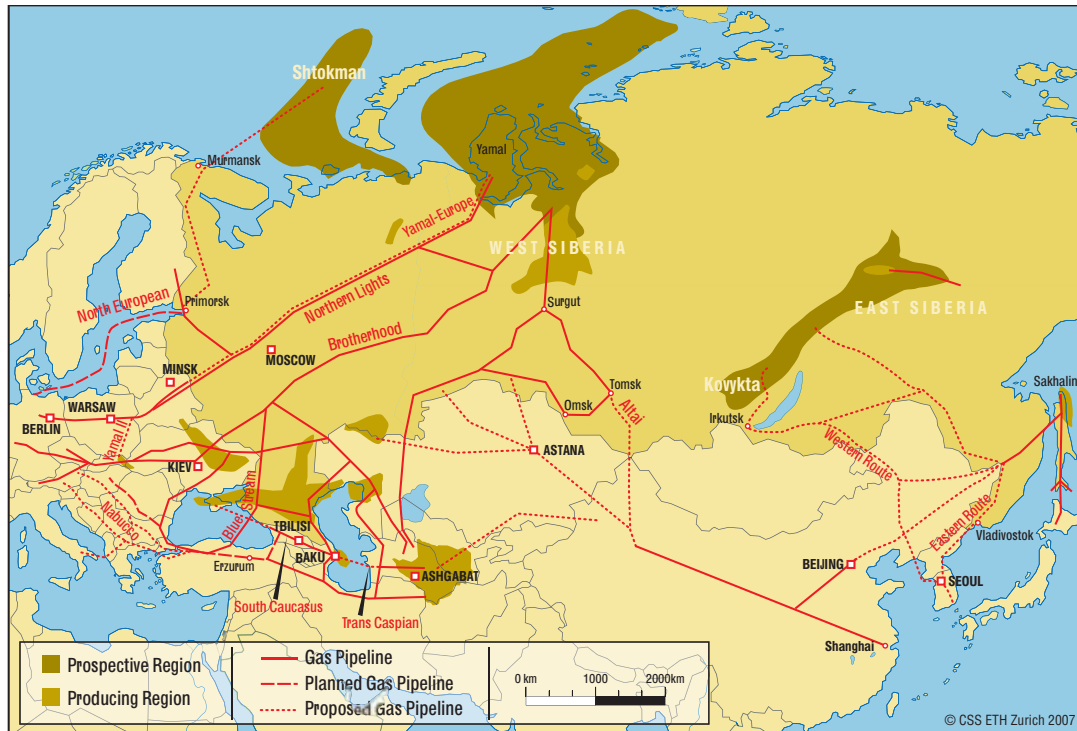 Shtokman
Murmansk
Yamal
Yamal-Europe
WEST SIBERIA
North European
Primorsk
Northern Lights
Surgut
EAST SIBERIA
Brotherhood
MOSCOW
MINSK
Kovykta
Tomsk
Sakhalin
WARSAW
Omsk
Altai
BERLIN
Irkutsk
Yamal II
ASTANA
KIEV
Western Route
Nabucco
Blue Stream
Eastern Route
TBILISI
Vladivostok
BAKU
Erzurum
BEIJING
ASHGABAT
SEOUL
South Caucasus
Trans Caspian
Shanghai
Prospective Region
Producing Region
Gas Pipeline
Planned Gas Pipeline
Proposed Gas Pipeline
0 km 1000 2000km
© CSS ETH Zurich 2007